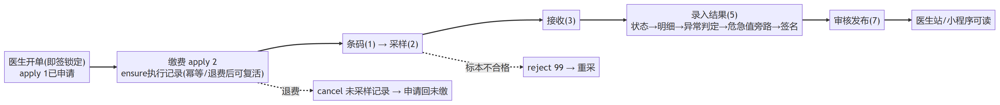 医生开单(即签锁定)
apply 1已申请
缴费 apply 2
ensure执行记录(幂等/退费后可复活)
退费
cancel 未采样记录 → 申请回未缴
条码(1) → 采样(2)
标本不合格
reject 99 → 重采
接收(3)
录入结果(5)
状态→明细→异常判定→危急值旁路→签名
审核发布(7)
医生站/小程序可读